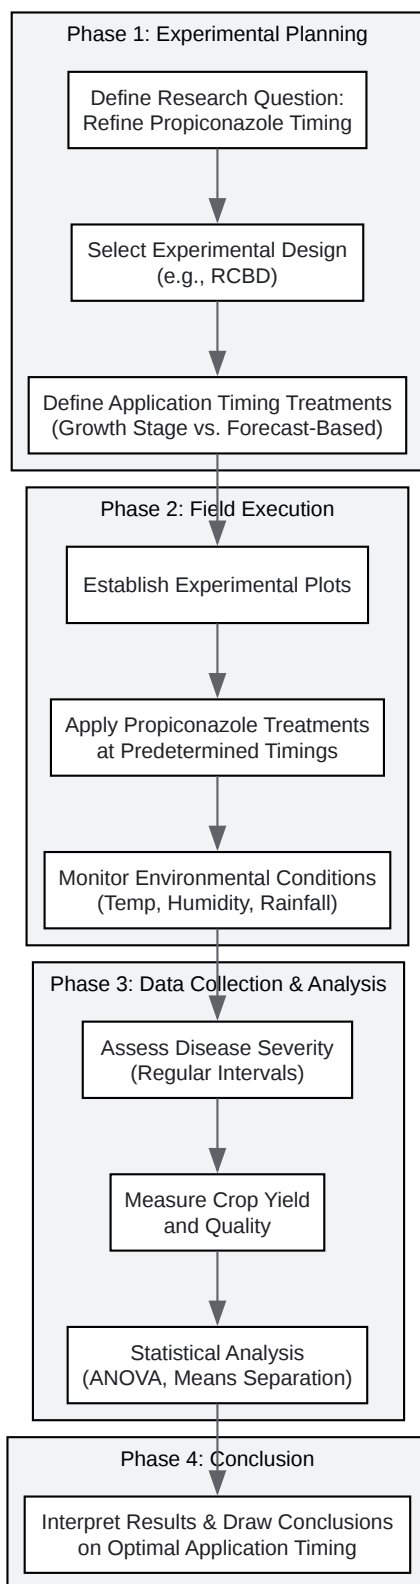 Phase 1: Experimental Planning
Define Research Question:
Refine Propiconazole Timing
Select Experimental Design
(e.g., RCBD)
Define Application Timing Treatments
(Growth Stage vs. Forecast-Based)
Phase 2: Field Execution
Establish Experimental Plots
Apply Propiconazole Treatments
at Predetermined Timings
Monitor Environmental Conditions
(Temp, Humidity, Rainfall)
Phase 3: Data Collection & Analysis
Assess Disease Severity
(Regular Intervals)
Measure Crop Yield
and Quality
Statistical Analysis
(ANOVA, Means Separation)
Phase 4: Conclusion
Interpret Results & Draw Conclusions
on Optimal Application Timing